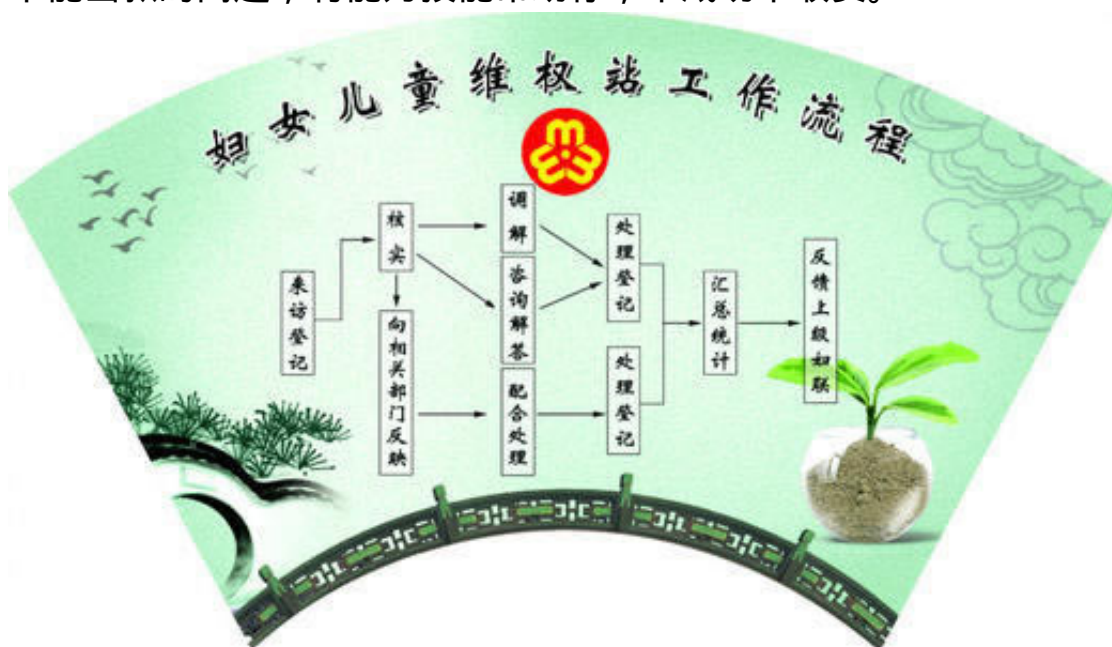 妇女儿童维权站工作流程
来访登记
核实
向相关部门反映
调解
咨询解答
配合处理
处理登记
处理登记
汇总统计
反馈上级妇联